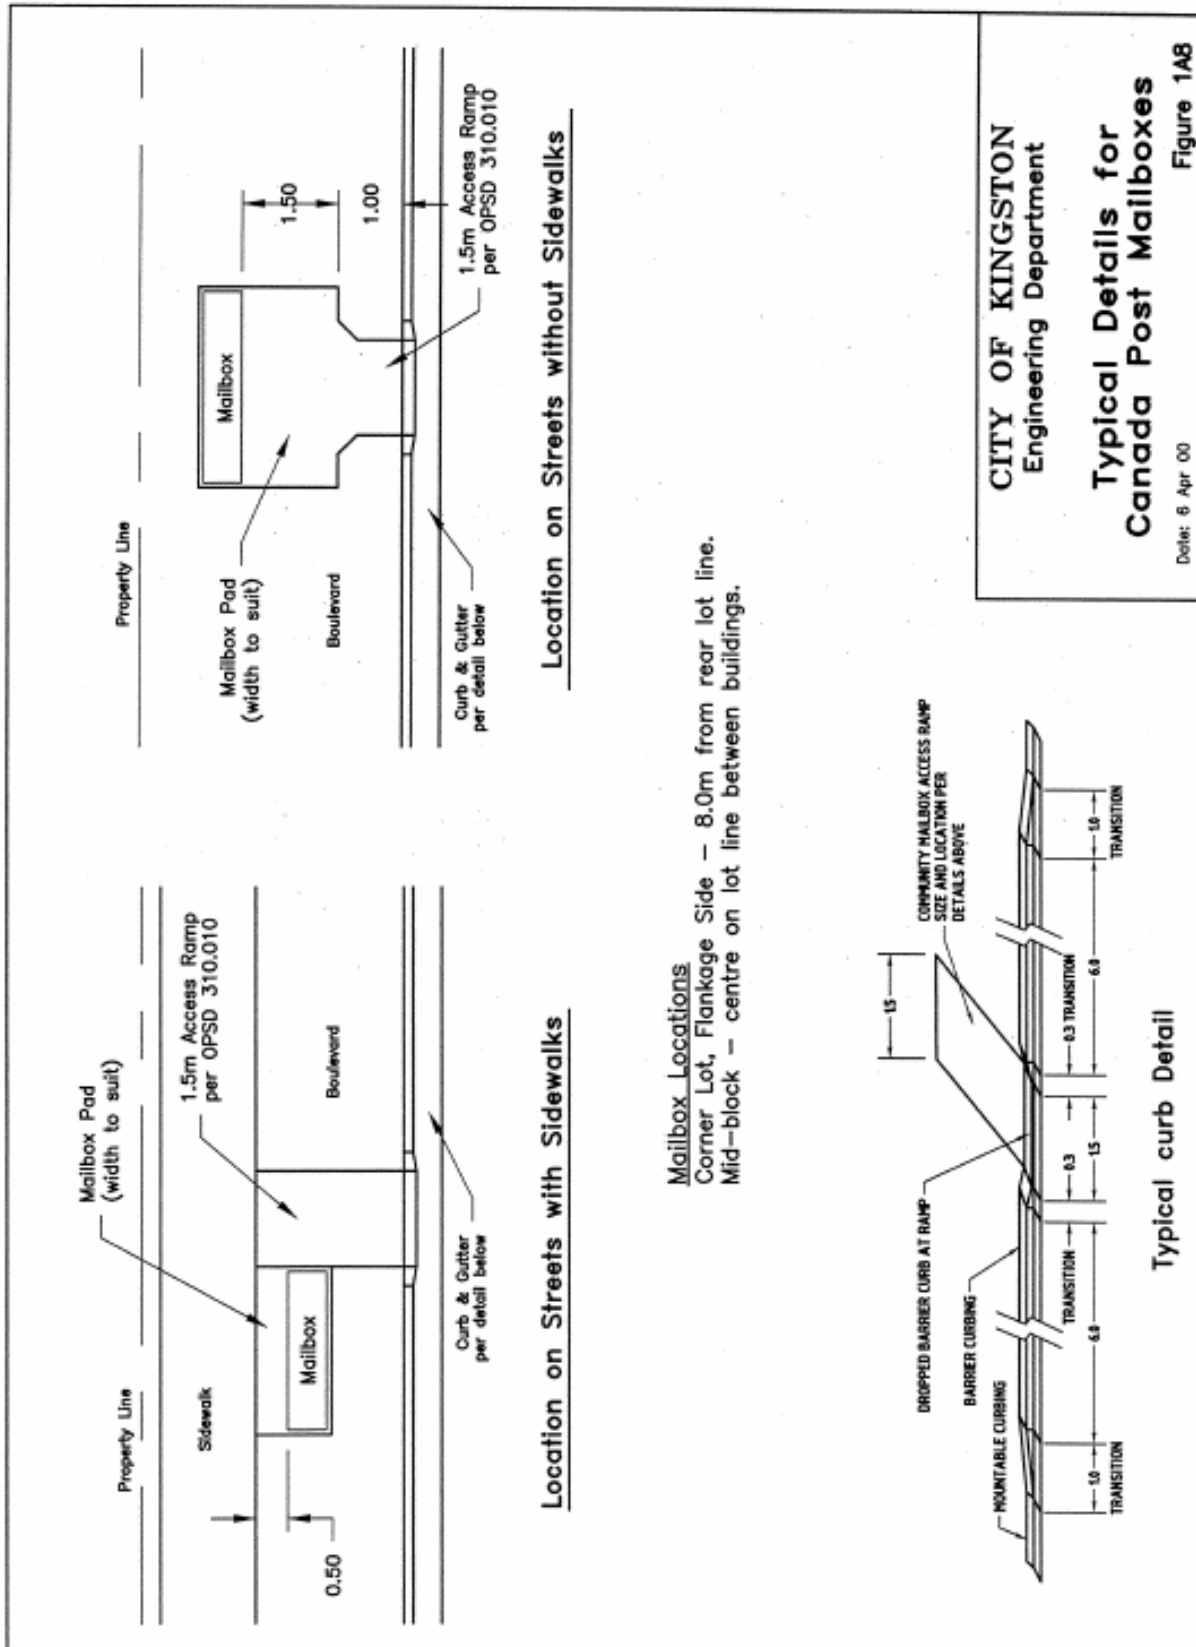 Property Line
Sidewalk
Mailbox
0.50
Mailbox Pad
(width to suit)
1.5m Access Ramp
per OPSD 310.010
Boulevard
Curb & Gutter
per detail below
Location on Streets with Sidewalks
Property Line
Mailbox Pad
(width to suit)
Boulevard
Mailbox
1.50
1.00
1.5m Access Ramp
per OPSD 310.010
Curb & Gutter
per detail below
Location on Streets without Sidewalks
Mailbox Locations
Corner Lot, Flankage Side – 8.0m from rear lot line.
Mid–block – centre on lot line between buildings.
1.5
COMMUNITY MAILBOX ACCESS RAMP
SIZE AND LOCATION PER
DETAILS ABOVE
DROPPED BARRIER CURB AT RAMP
BARRIER CURBING
MOUNTABLE CURBING
1.0
TRANSITION
6.0
TRANSITION
0.3
1.5
0.3 TRANSITION
6.0
1.0
TRANSITION
Typical curb Detail
CITY OF KINGSTON
Engineering Department
Typical Details for
Canada Post Mailboxes
Date: 6 Apr 00
Figure 1A8